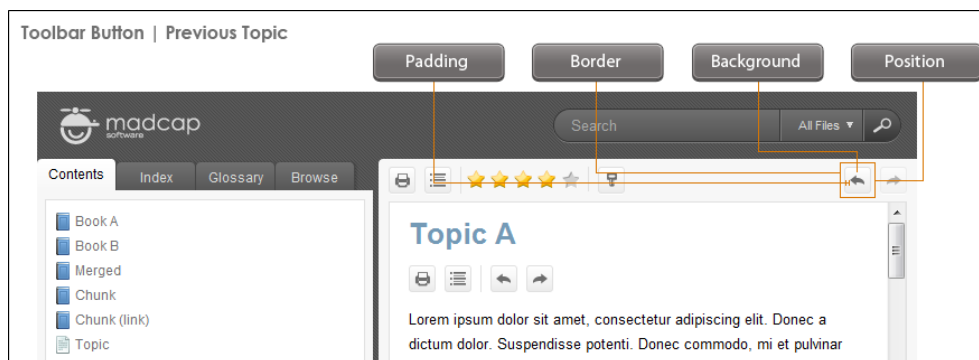 Toolbar Button | Previous Topic
Padding
Border
Background
Position
madcap
software
Search
All Files
Contents
Index
Glossary
Browse
Book A
Book B
Merged
Chunk
Chunk (link)
Topic
Topic A
Lorem ipsum dolor sit amet, consectetur adipiscing elit. Donec a
dictum dolor. Suspendisse potenti. Donec commodo, mi et pulvinar